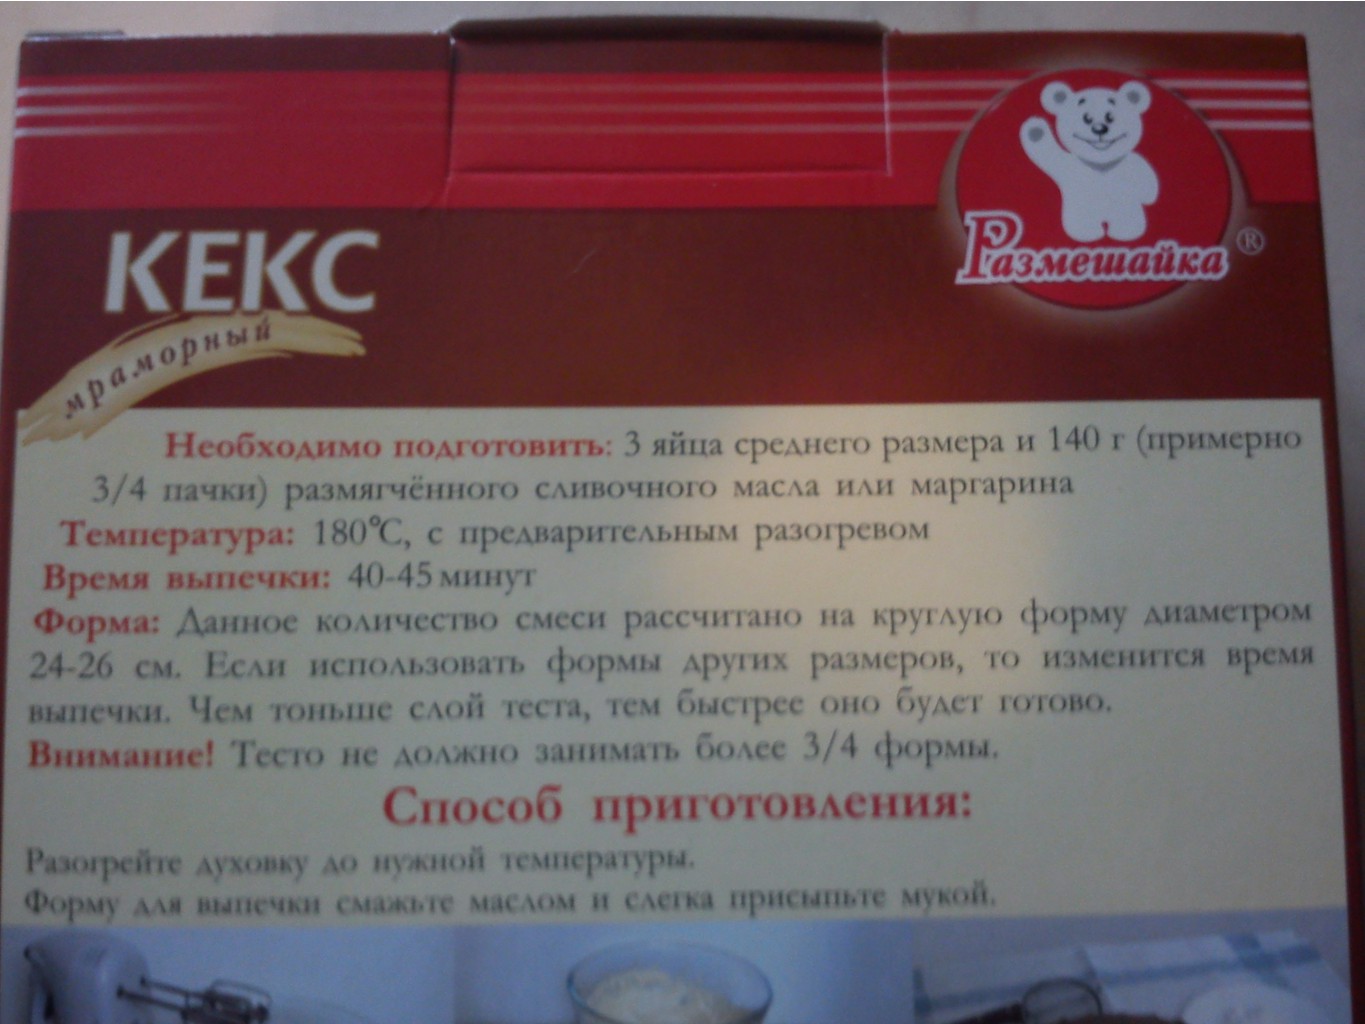 КЕКС
мраморный
Размешайка ®
Необходимо подготовить: 3 яйца среднего размера и 140 г (примерно
3/4 пачки) размягчённого сливочного масла или маргарина
Температура: 180°С, с предварительным разогревом
Время выпечки: 40-45 минут
Форма: Данное количество смеси рассчитано на круглую форму диаметром
24-26 см. Если использовать формы других размеров, то изменится время
выпечки. Чем тоньше слой теста, тем быстрее оно будет готово.
Внимание! Тесто не должно занимать более 3/4 формы.
Способ приготовления:
Разогрейте духовку до нужной температуры.
Форму для выпечки смажьте маслом и слегка присыпьте мукой.